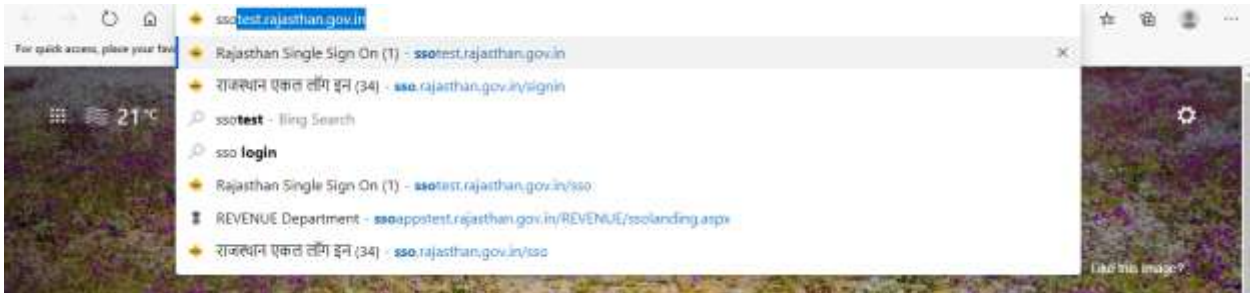 ssotest.rajasthan.gov.in
For quick access, place your fav
Rajasthan Single Sign On (1) - ssotest.rajasthan.gov.in
राजस्थान एकल लॉग इन (34) - sso.rajasthan.gov.in/signin
21 °C
ssotest - Bing Search
sso login
Rajasthan Single Sign On (1) - ssotest.rajasthan.gov.in/sso
REVENUE Department - ssoappstest.rajasthan.gov.in/REVENUE/ssolanding.aspx
राजस्थान एकल लॉग इन (34) - sso.rajasthan.gov.in/sso
Like this image?